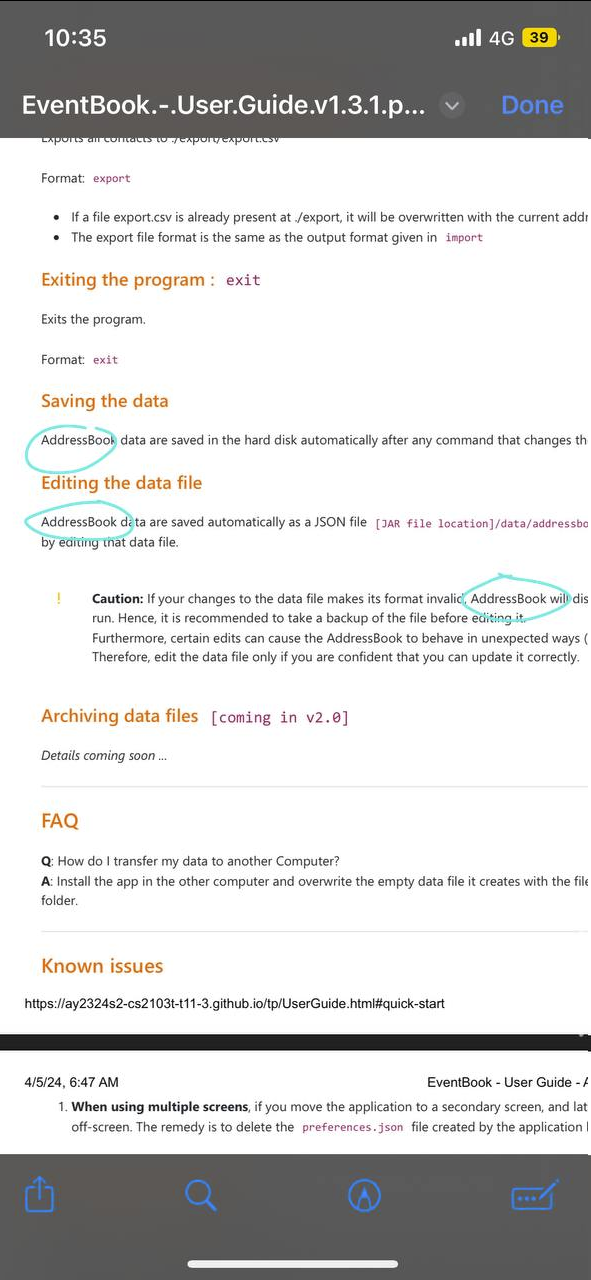 10:35 4G 39
EventBook.-.User.Guide.v1.3.1.p... Done
Exports all contacts to ./export/export.csv
Format: export
• If a file export.csv is already present at ./export, it will be overwritten with the current addr
• The export file format is the same as the output format given in import
Exiting the program : exit
Exits the program.
Format: exit
Saving the data
AddressBook data are saved in the hard disk automatically after any command that changes th
Editing the data file
AddressBook data are saved automatically as a JSON file [JAR file location]/data/addressbo
by editing that data file.
! Caution: If your changes to the data file makes its format invalid, AddressBook will dis
run. Hence, it is recommended to take a backup of the file before editing it.
Furthermore, certain edits can cause the AddressBook to behave in unexpected ways (
Therefore, edit the data file only if you are confident that you can update it correctly.
Archiving data files [coming in v2.0]
Details coming soon ...
FAQ
Q: How do I transfer my data to another Computer?
A: Install the app in the other computer and overwrite the empty data file it creates with the file
folder.
Known issues
https://ay2324s2-cs2103t-t11-3.github.io/tp/UserGuide.html#quick-start
4/5/24, 6:47 AM EventBook - User Guide - A
1. When using multiple screens, if you move the application to a secondary screen, and lat
off-screen. The remedy is to delete the preferences.json file created by the application